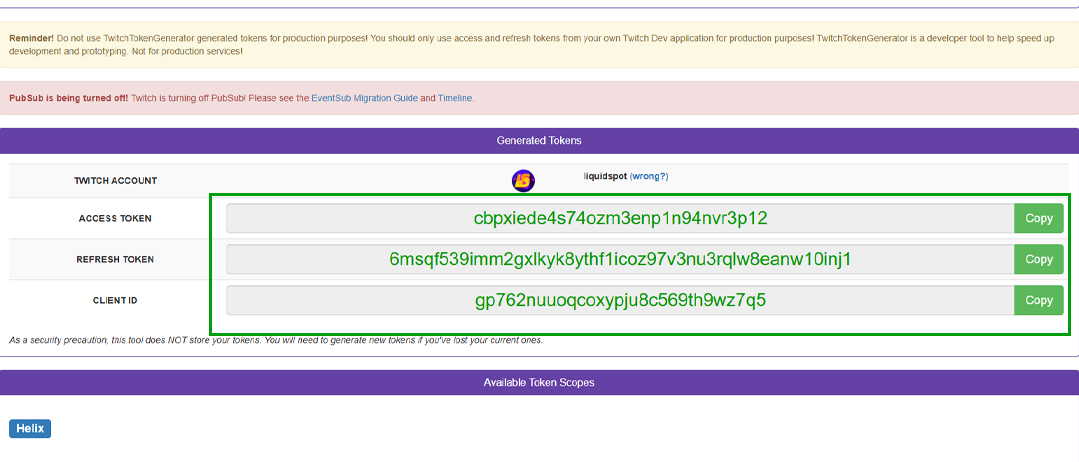 Reminder! Do not use TwitchTokenGenerator generated tokens for production purposes! You should only use access and refresh tokens from your own Twitch Dev application for production purposes! TwitchTokenGenerator is a developer tool to help speed up
development and prototyping. Not for production services!
PubSub is being turned off! Twitch is turning off PubSub! Please see the EventSub Migration Guide and Timeline.
Generated Tokens
TWITCH ACCOUNT LS liquidspot (wrong?)
ACCESS TOKEN cbpxiede4s74ozm3enp1n94nvr3p12 Copy
REFRESH TOKEN 6msqf539imm2gxlkyk8ythf1icoz97v3nu3rqlw8eanw10inj1 Copy
CLIENT ID gp762nuuoqcoxypju8c569th9wz7q5 Copy
As a security precaution, this tool does NOT store your tokens. You will need to generate new tokens if you've lost your current ones.
Available Token Scopes
Helix